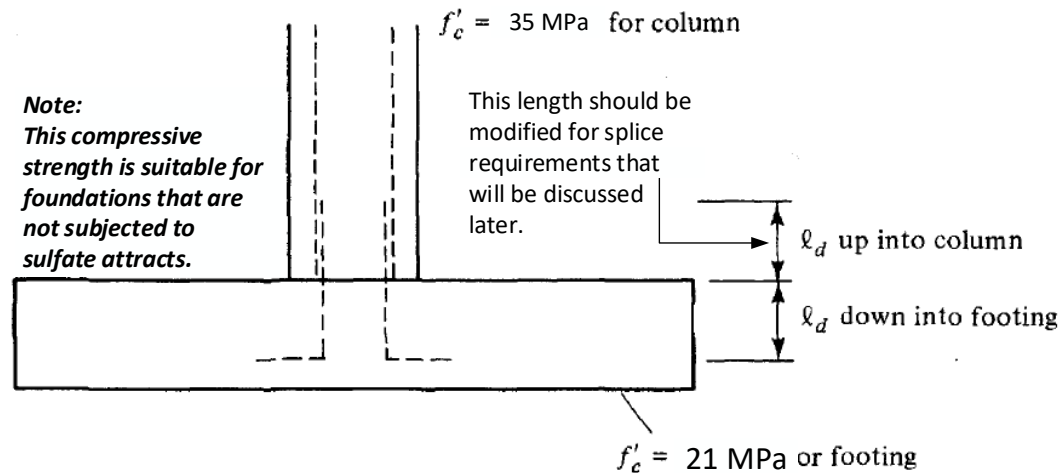 f'c = 35 MPa for column
Note:
This compressive
strength is suitable for
foundations that are
not subjected to
sulfate attracts.
This length should be
modified for splice
requirements that
will be discussed
later.
ℓd up into column
ℓd down into footing
f'c = 21 MPa or footing